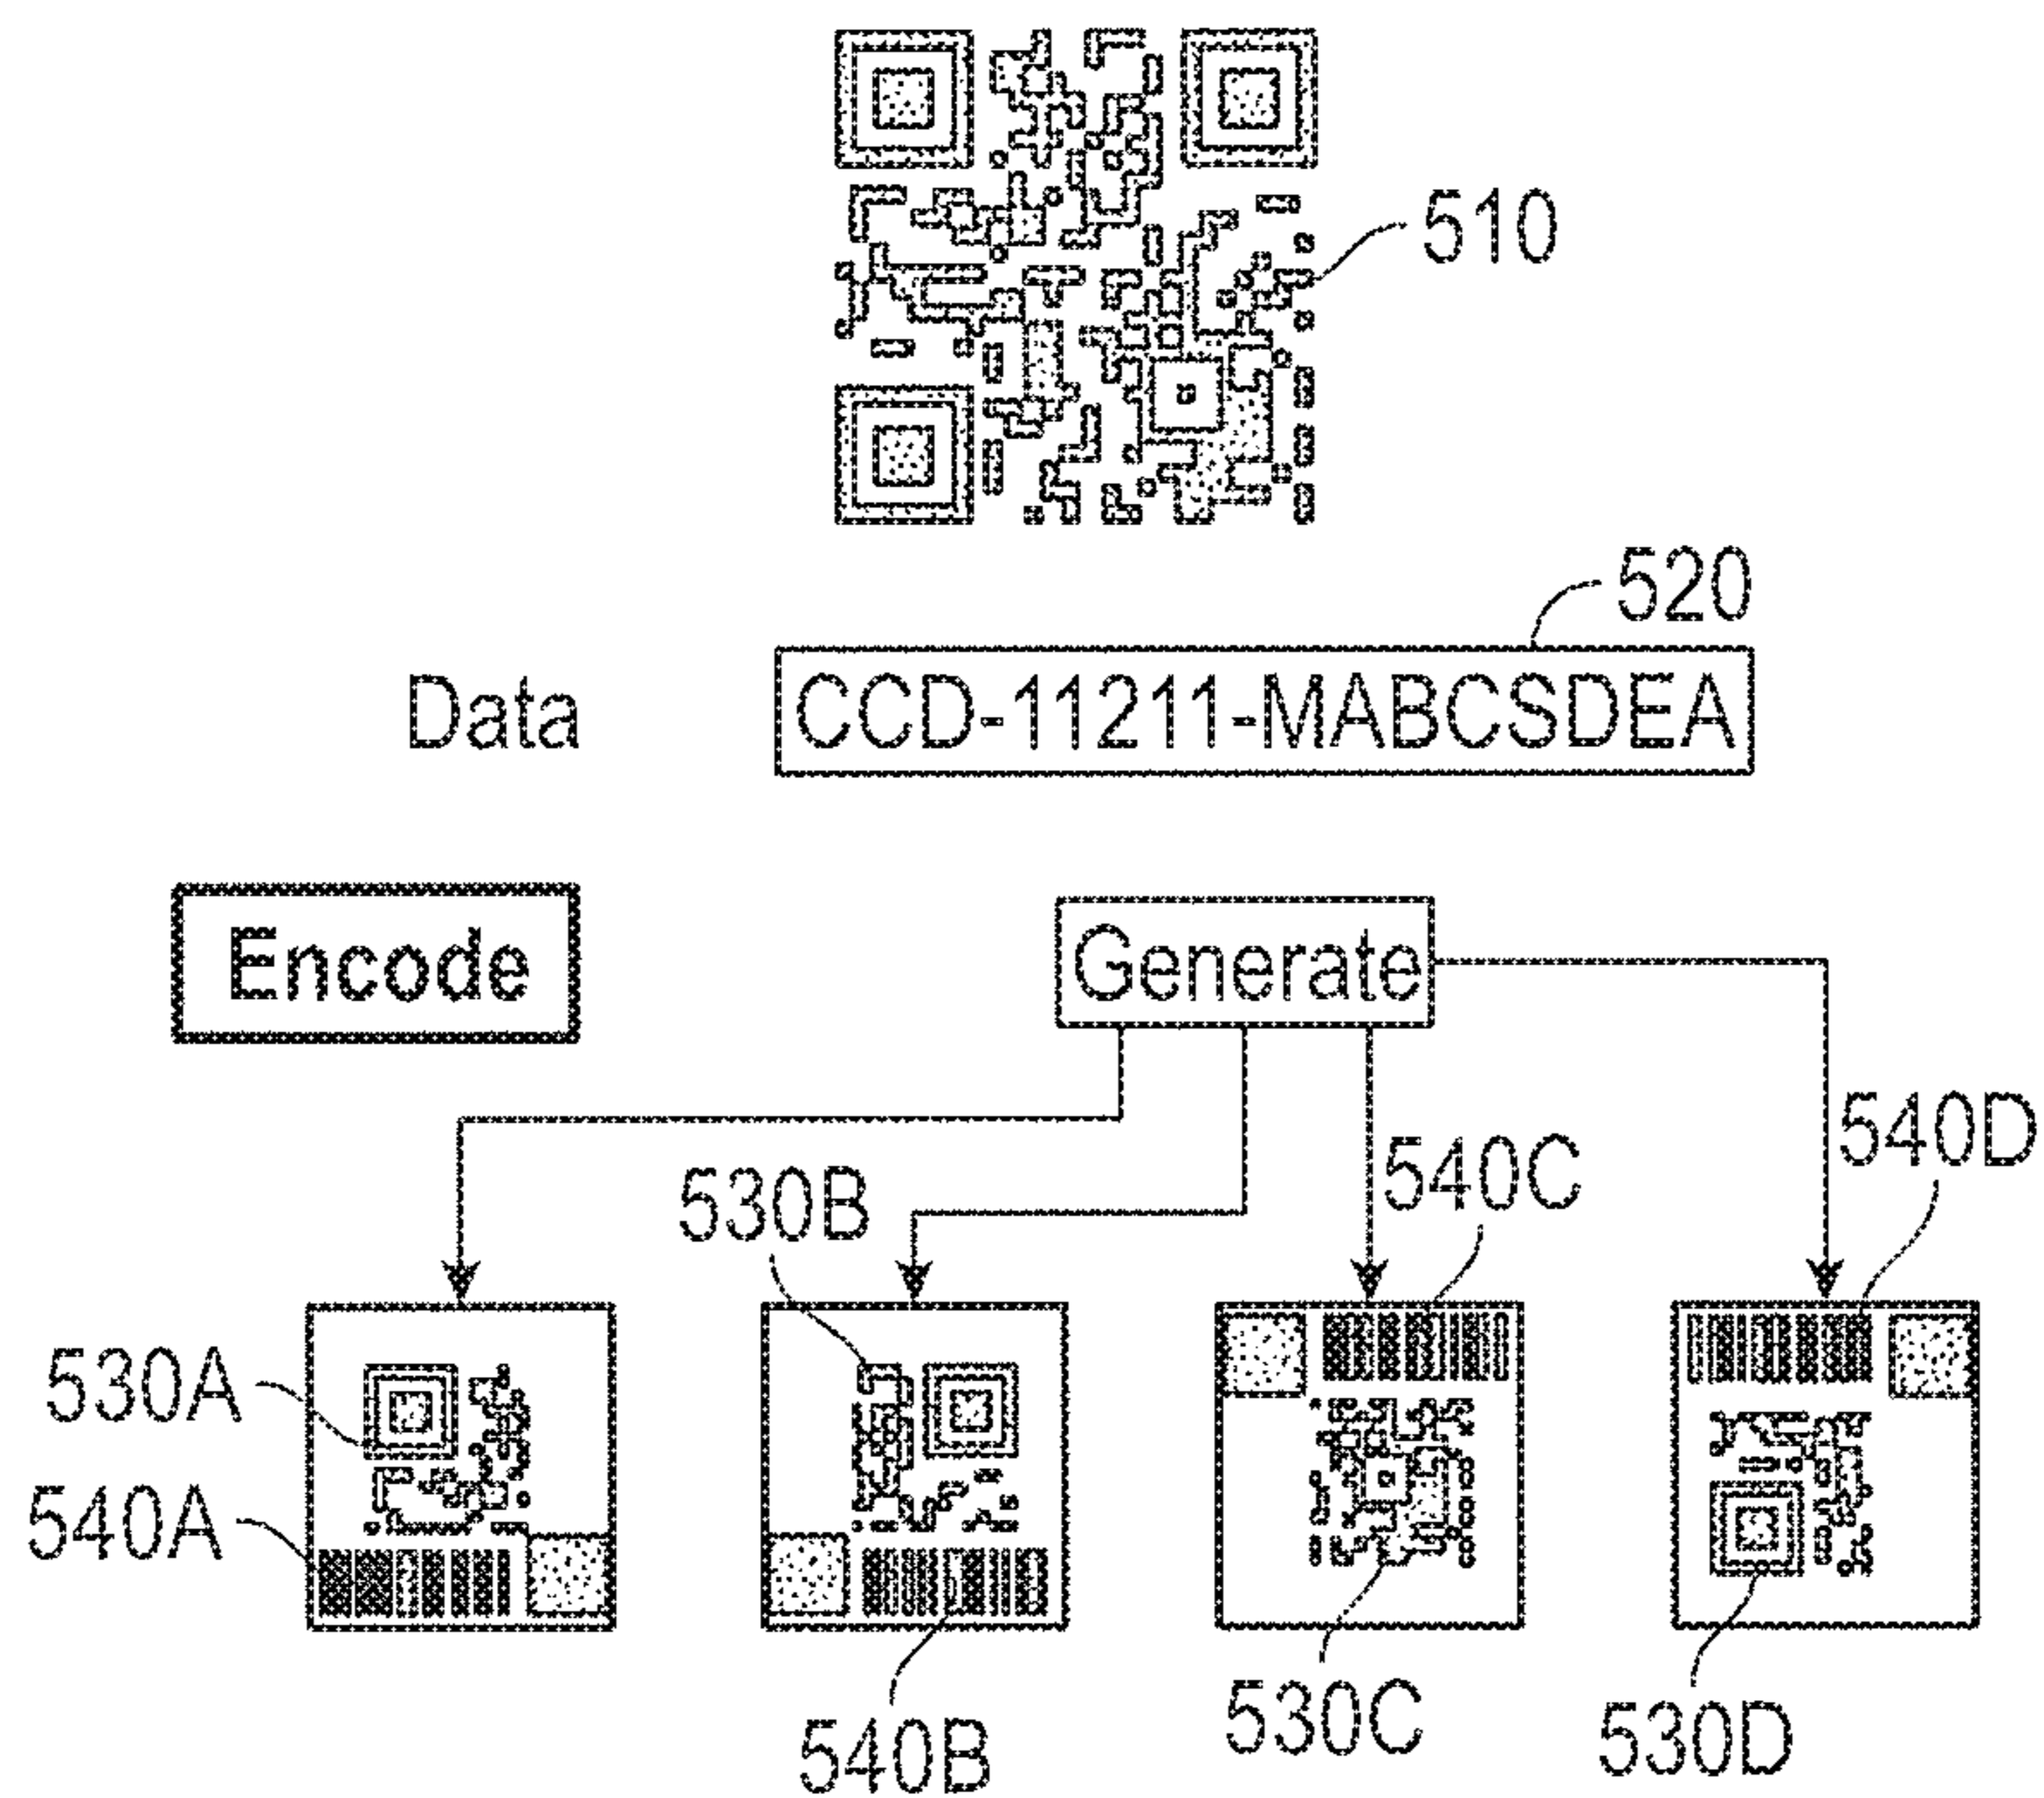 510
520
Data CCD-11211-MABCSDEA
Encode Generate
540D
540C
530B
530A
540A
530C
530D
540B